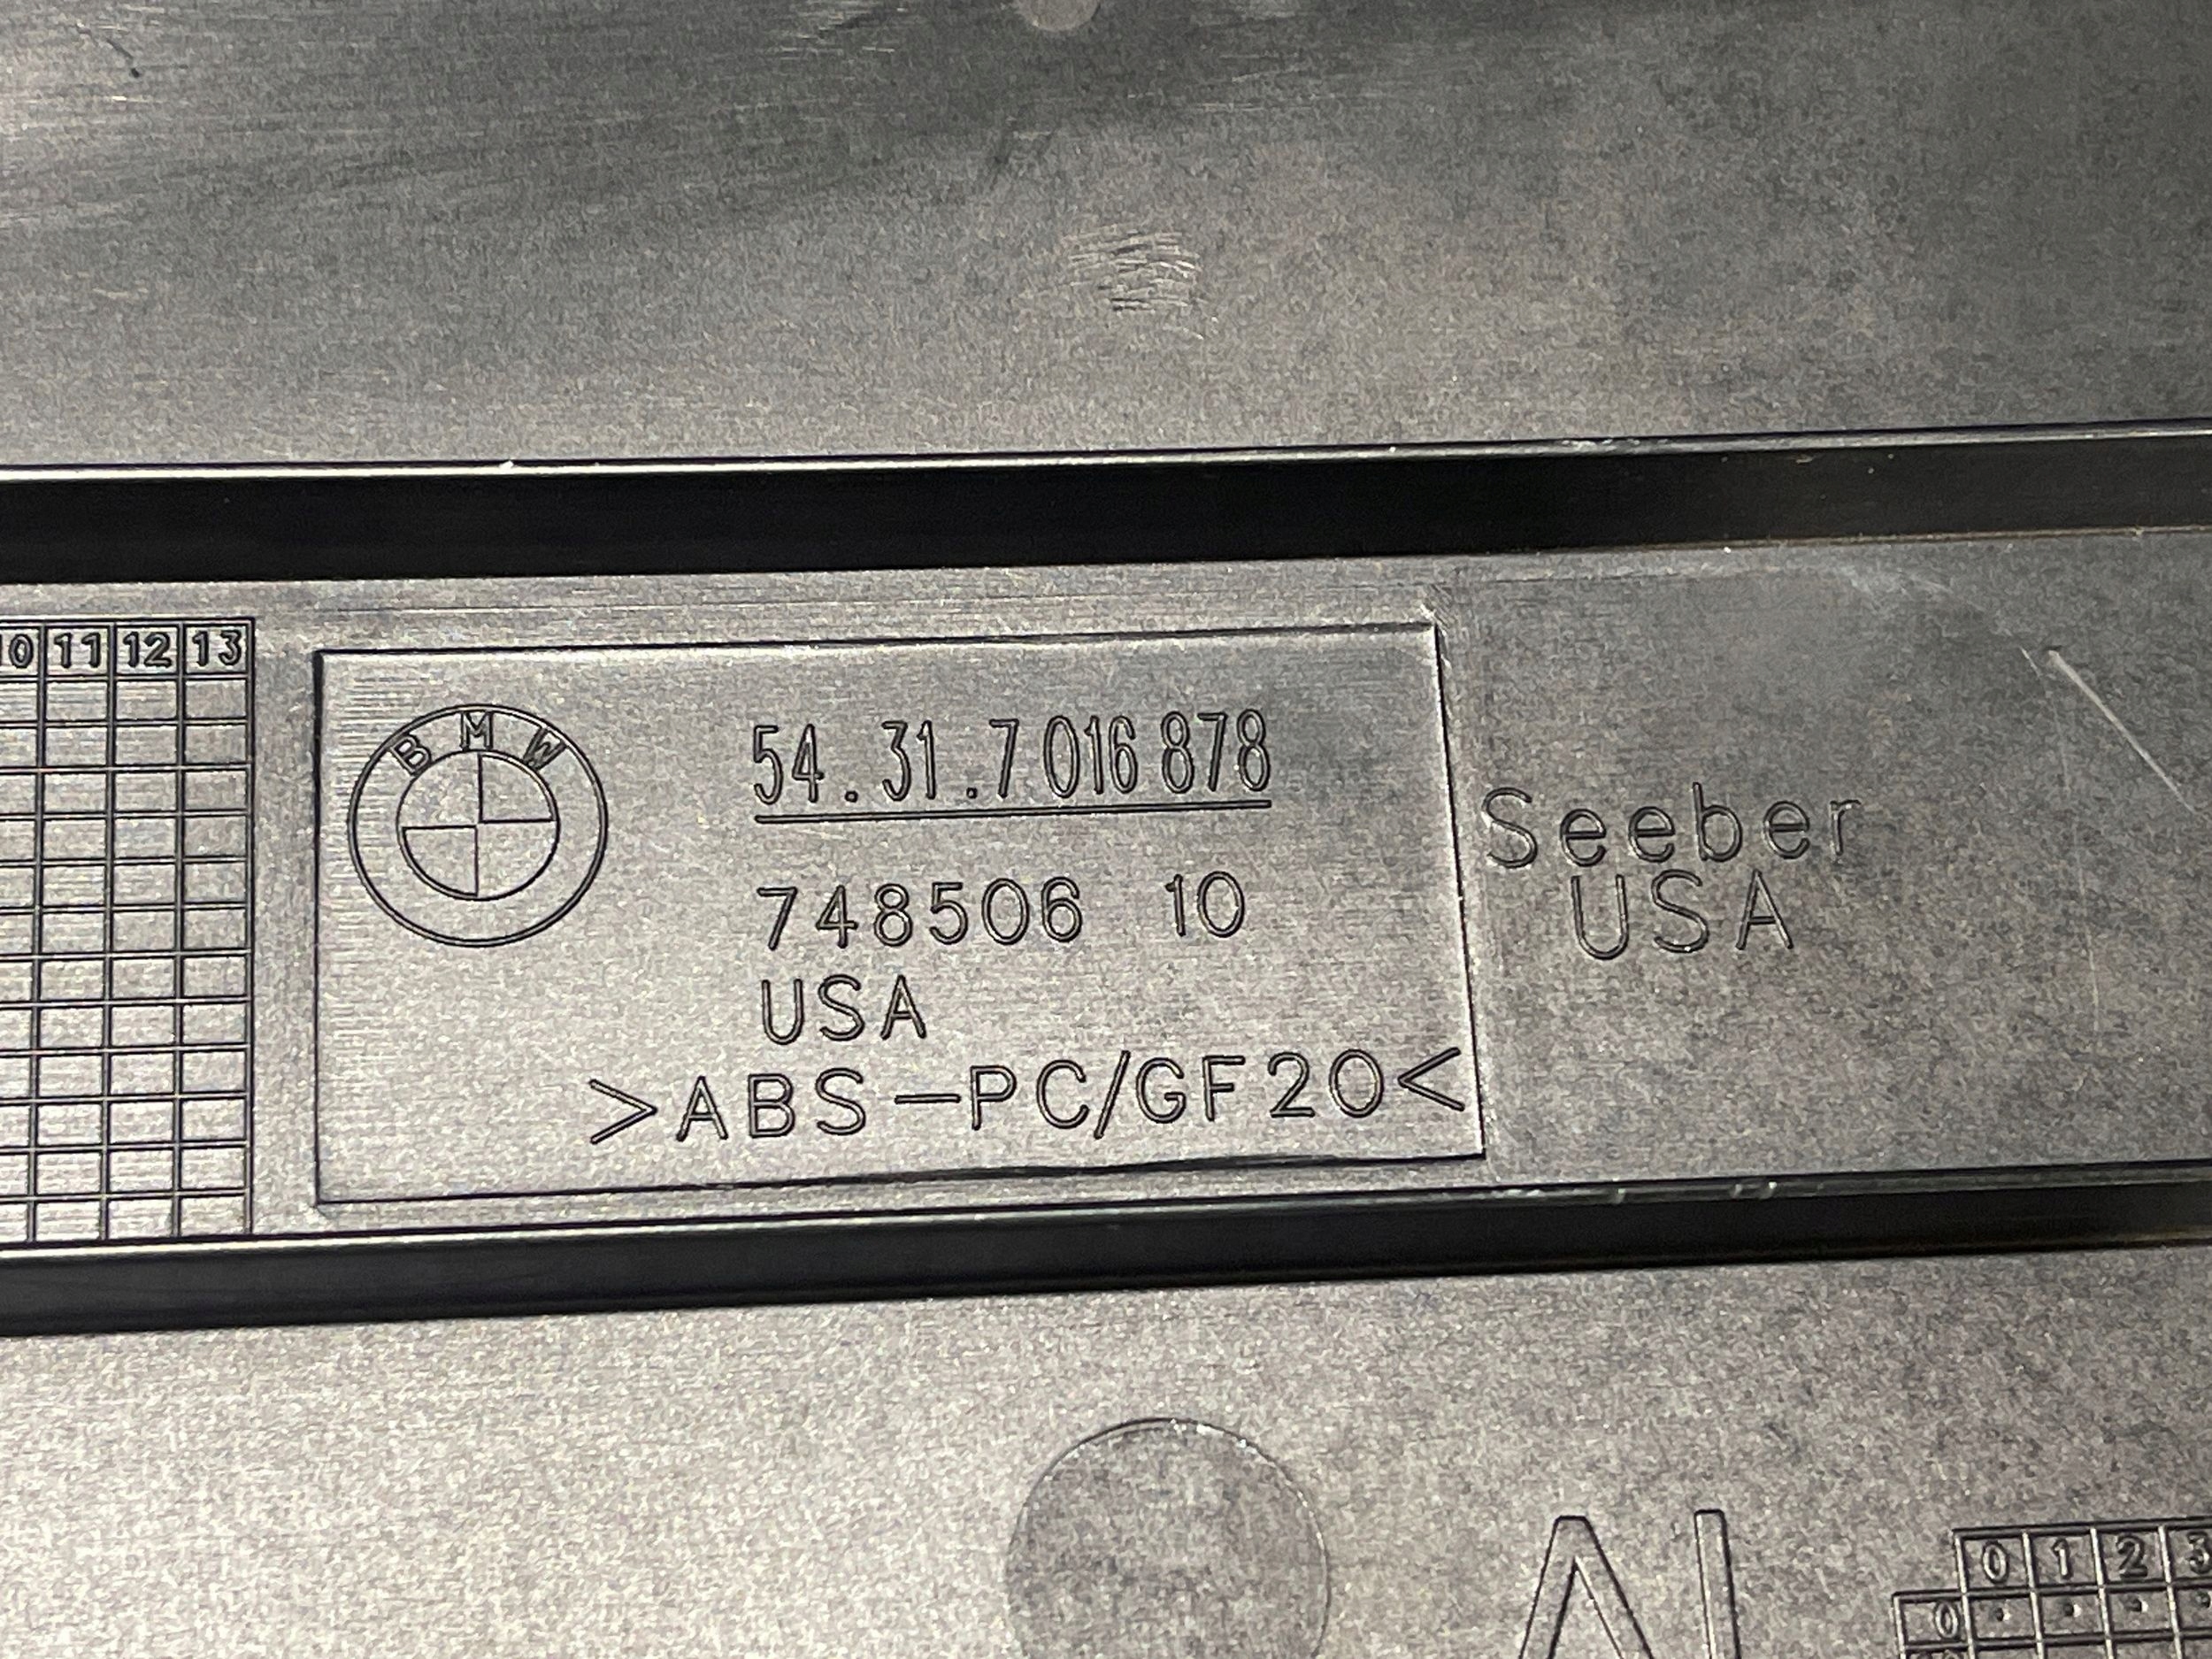 10 11 12 13
BMW
54.31.7 016 878
748506 10
USA
>ABS-PC/GF20<
Seeber
USA
0 1 2 3
0